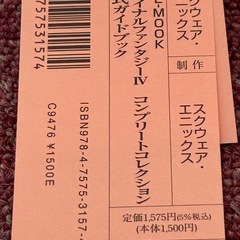 スクウェア・
エニックス
制作
スクウェア・
エニックス
E-MOOK
イナルファンタジーⅣ コンプリートコレクション
式ガイドブック
定価1,575円(5%税込)
(本体1,500円)
ISBN978-4-7575-3157-4
C9476 ¥1500E
757531574